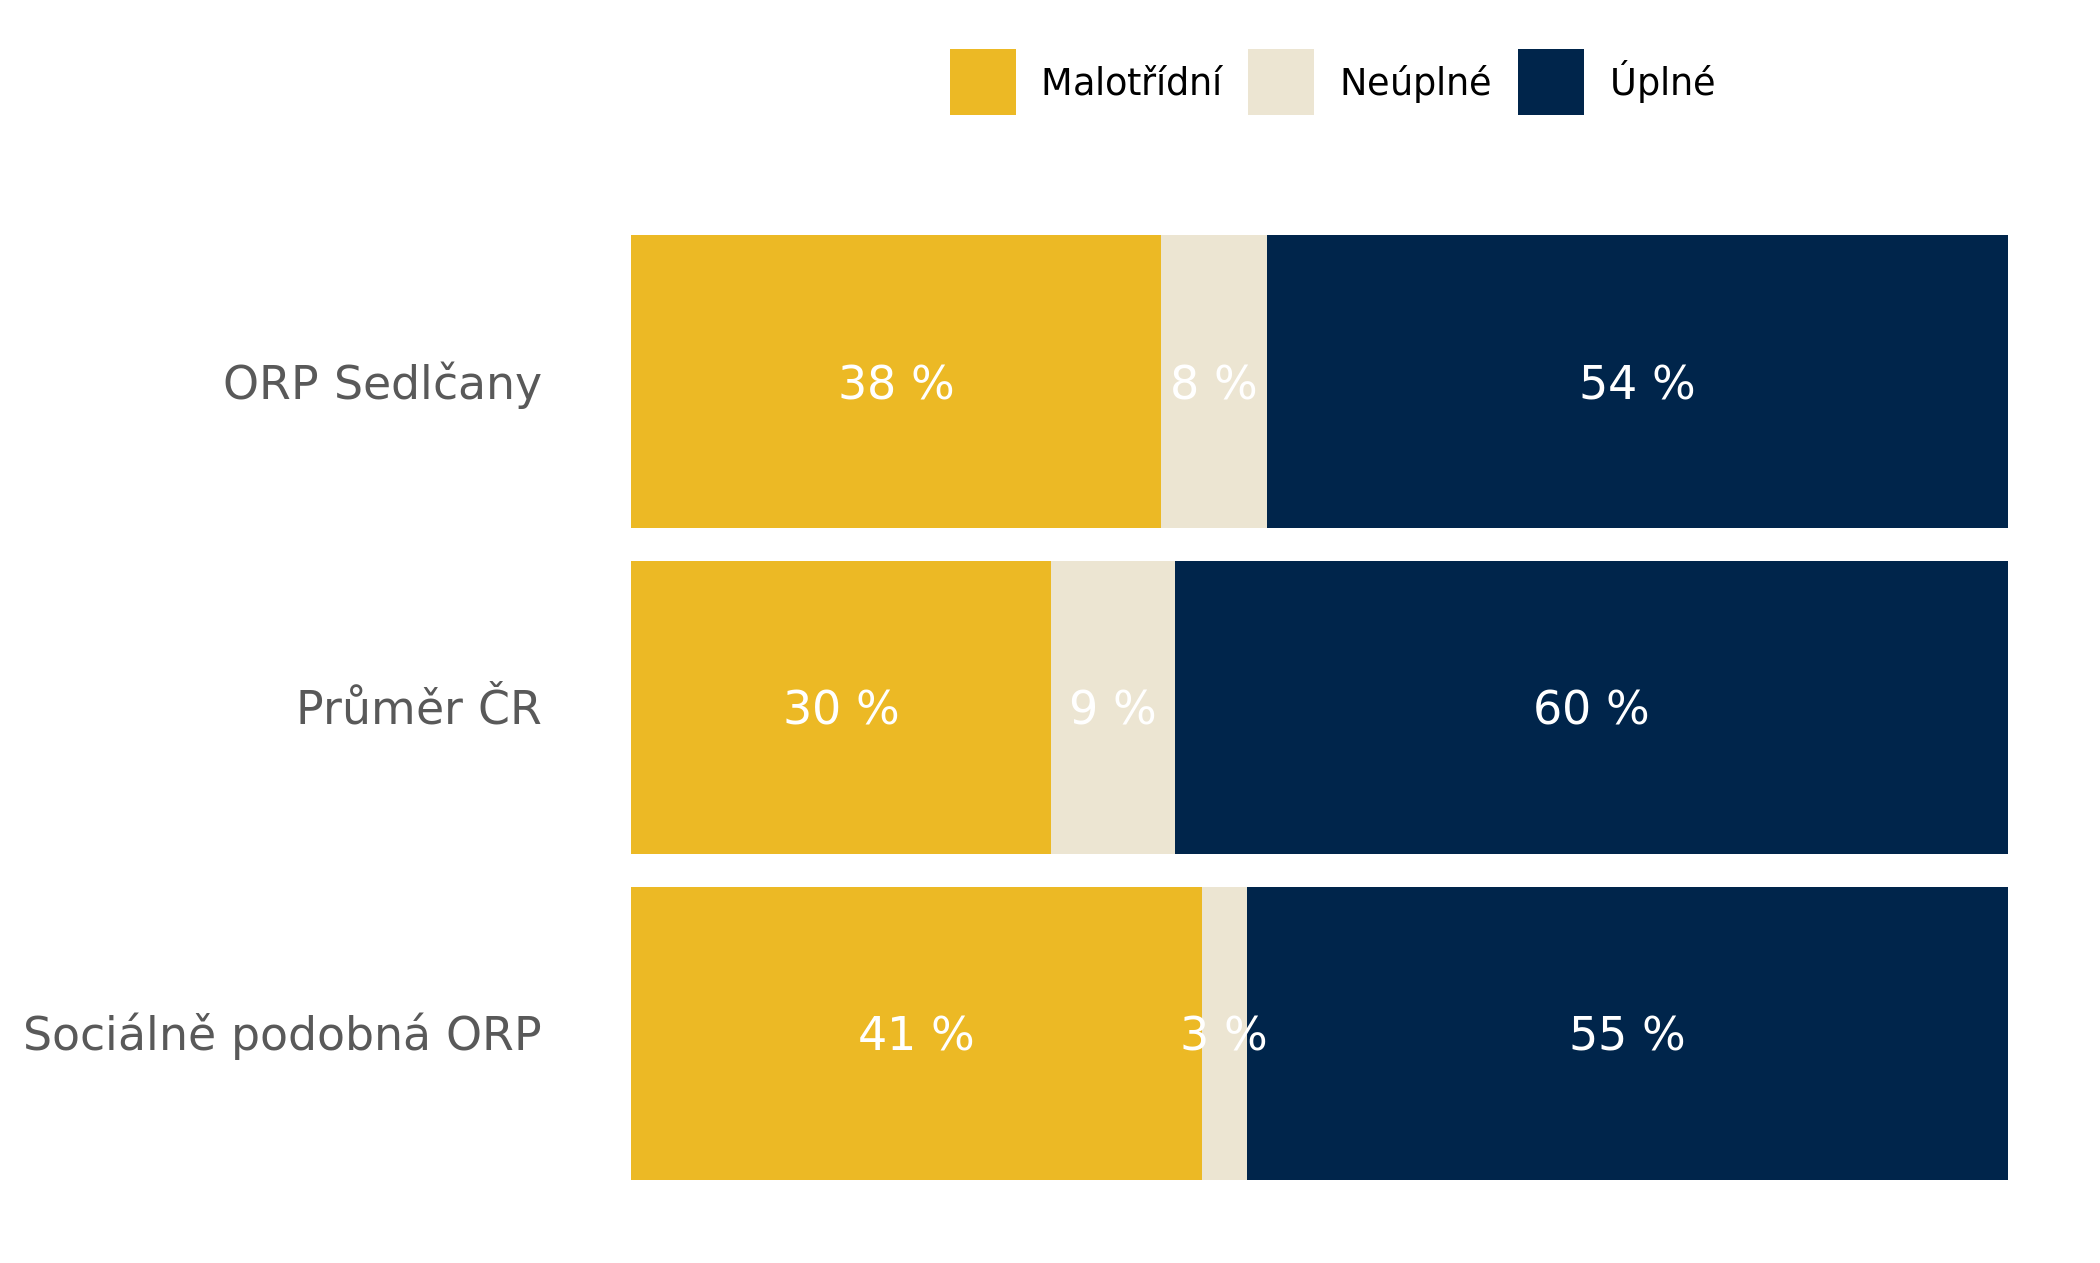 Malotřídní Neúplné Úplné
ORP Sedlčany 38 % 8 % 54 %
Průměr ČR 30 % 9 % 60 %
Sociálně podobná ORP 41 % 3 % 55 %